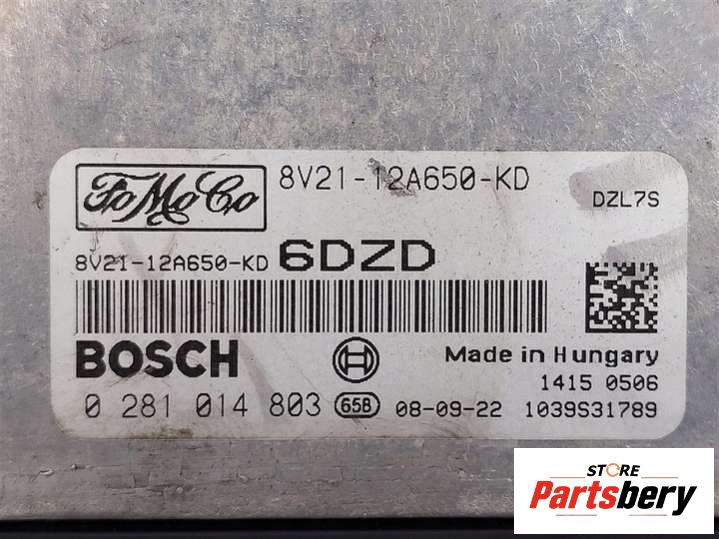 FoMoCo
8V21-12A650-KD
DZL7S
8V21-12A650-KD 6DZD
BOSCH
Made in Hungary
1415 0506
0 281 014 803 65B 08-09-22 1039S31789
STORE
Partsbery